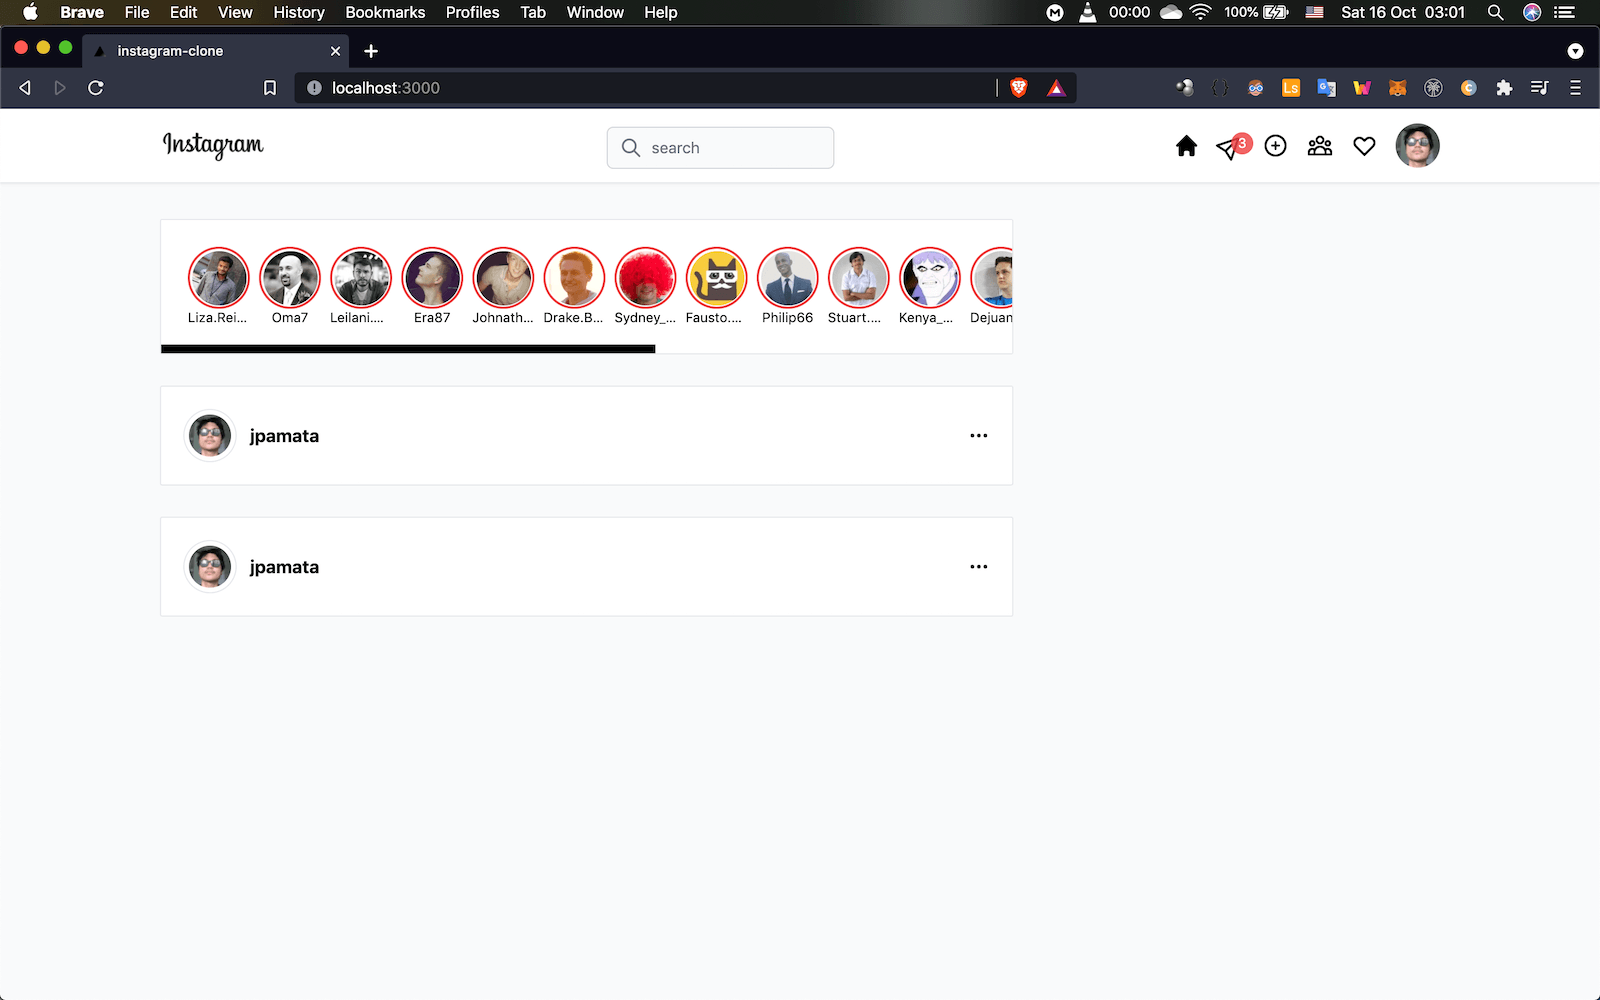 Brave File Edit View History Bookmarks Profiles Tab Window Help 00:00 100% Sat 16 Oct 03:01
instagram-clone
localhost:3000
Ls
Instagram search 3
Liza.Rei... Oma7 Leilani.... Era87 Johnath... Drake.B... Sydney_... Fausto.... Philip66 Stuart.... Kenya_... Dejuan
jpamata ...
jpamata ...